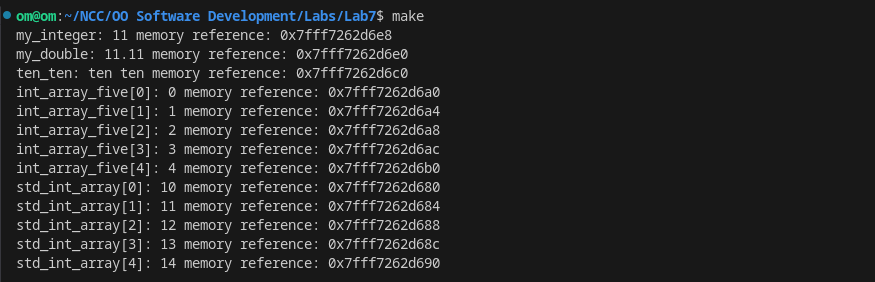 om@om:~/NCC/OO Software Development/Labs/Lab7$ make
my_integer: 11 memory reference: 0x7fff7262d6e8
my_double: 11.11 memory reference: 0x7fff7262d6e0
ten_ten: ten ten memory reference: 0x7fff7262d6c0
int_array_five[0]: 0 memory reference: 0x7fff7262d6a0
int_array_five[1]: 1 memory reference: 0x7fff7262d6a4
int_array_five[2]: 2 memory reference: 0x7fff7262d6a8
int_array_five[3]: 3 memory reference: 0x7fff7262d6ac
int_array_five[4]: 4 memory reference: 0x7fff7262d6b0
std_int_array[0]: 10 memory reference: 0x7fff7262d680
std_int_array[1]: 11 memory reference: 0x7fff7262d684
std_int_array[2]: 12 memory reference: 0x7fff7262d688
std_int_array[3]: 13 memory reference: 0x7fff7262d68c
std_int_array[4]: 14 memory reference: 0x7fff7262d690